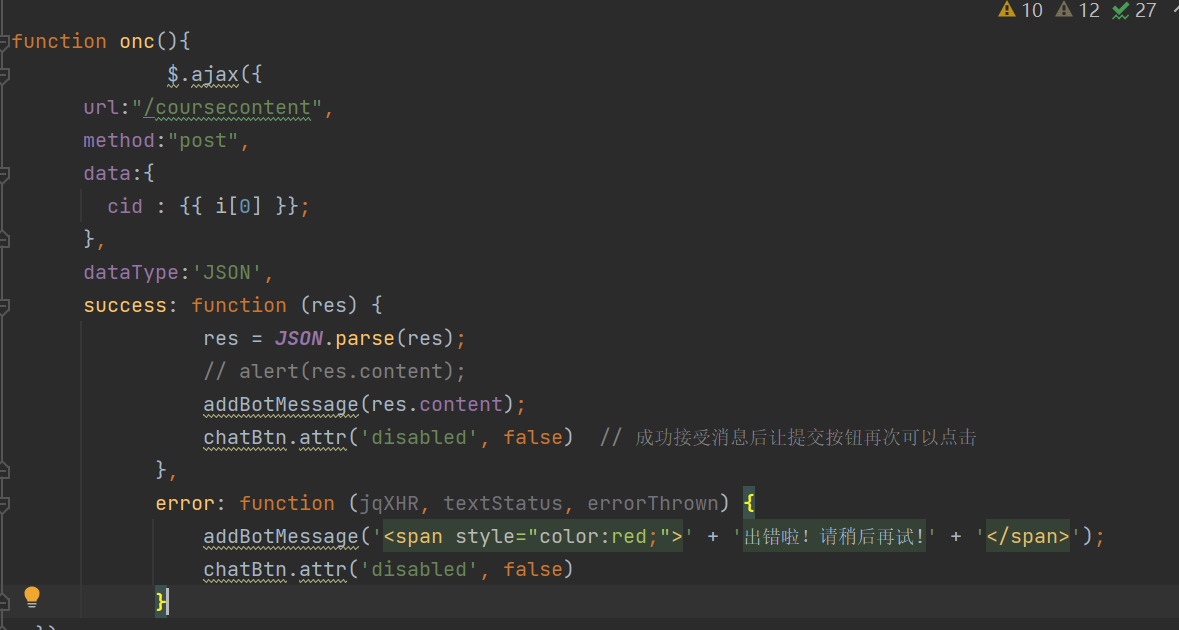 10 12 27
function onc(){
$.ajax({
url:"/coursecontent",
method:"post",
data:{
cid : {{ i[0] }};
},
dataType:'JSON',
success: function (res) {
res = JSON.parse(res);
// alert(res.content);
addBotMessage(res.content);
chatBtn.attr('disabled', false) // 成功接受消息后让提交按钮再次可以点击
},
error: function (jqXHR, textStatus, errorThrown) {
addBotMessage('<span style="color:red;">' + '出错啦！请稍后再试!' + '</span>');
chatBtn.attr('disabled', false)
}
})